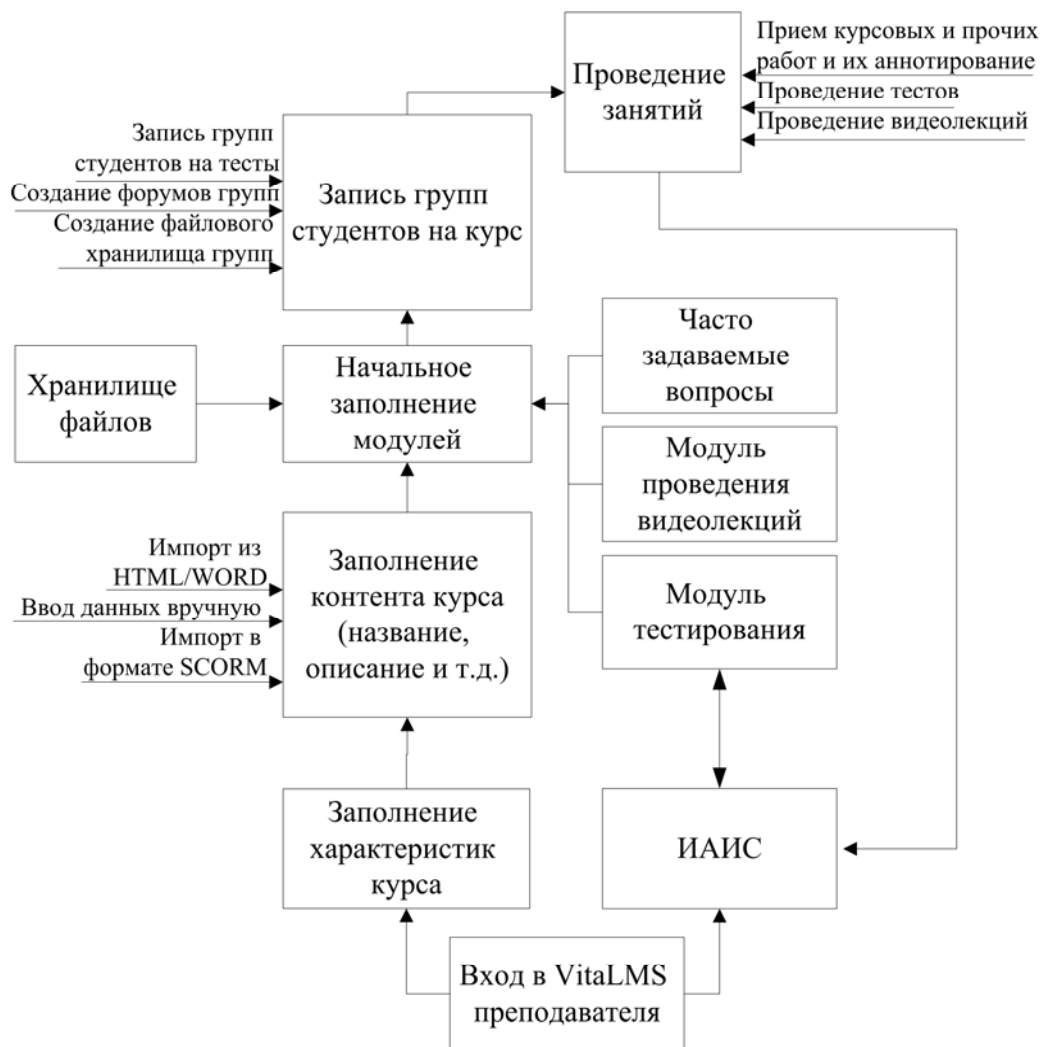 Прием курсовых и прочих
работ и их аннотирование
Проведение тестов
Проведение видеолекций
Проведение
занятий
Запись групп
студентов на тесты
Создание форумов групп
Создание файлового
хранилища групп
Запись групп
студентов на курс
Хранилище
файлов
Начальное
заполнение
модулей
Часто
задаваемые
вопросы
Модуль
проведения
видеолекций
Модуль
тестирования
Импорт из
HTML/WORD
Ввод данных вручную
Импорт в
формате SCORM
Заполнение
контента курса
(название,
описание и т.д.)
Заполнение
характеристик
курса
ИАИС
Вход в VitaLMS
преподавателя